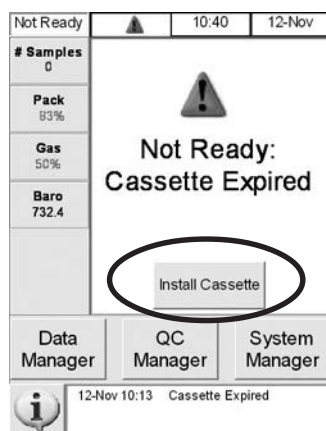 Not Ready 10:40 12-Nov
# Samples
0
Pack
83%
Gas
50%
Baro
732.4
Not Ready:
Cassette Expired
Install Cassette
Data
Manager
QC
Manager
System
Manager
12-Nov 10:13 Cassette Expired